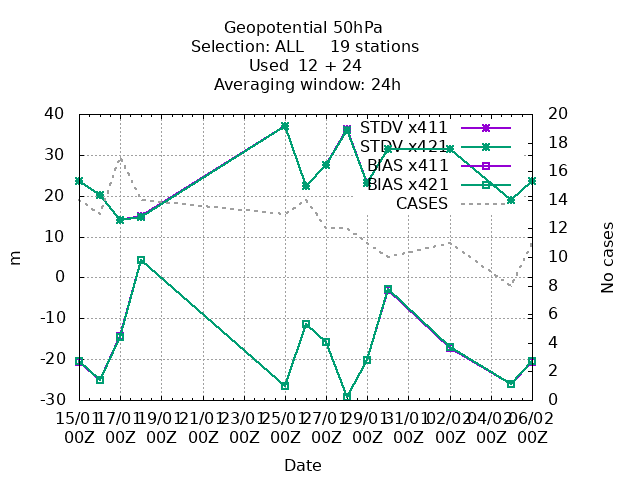 Geopotential 50hPa
Selection: ALL 19 stations
Used 12 + 24
Averaging window: 24h
40 20
18
30 16
20 14
12
10 10
0 8
-10 6
4
-20 2
-30 0
STDV x411
STDV x421
BIAS x411
BIAS x421
CASES
m
No cases
15/01 17/01 19/01 21/01 23/01 25/01 27/01 29/01 31/01 02/02 04/02 06/02
00Z 00Z 00Z 00Z 00Z 00Z 00Z 00Z 00Z 00Z 00Z 00Z
Date